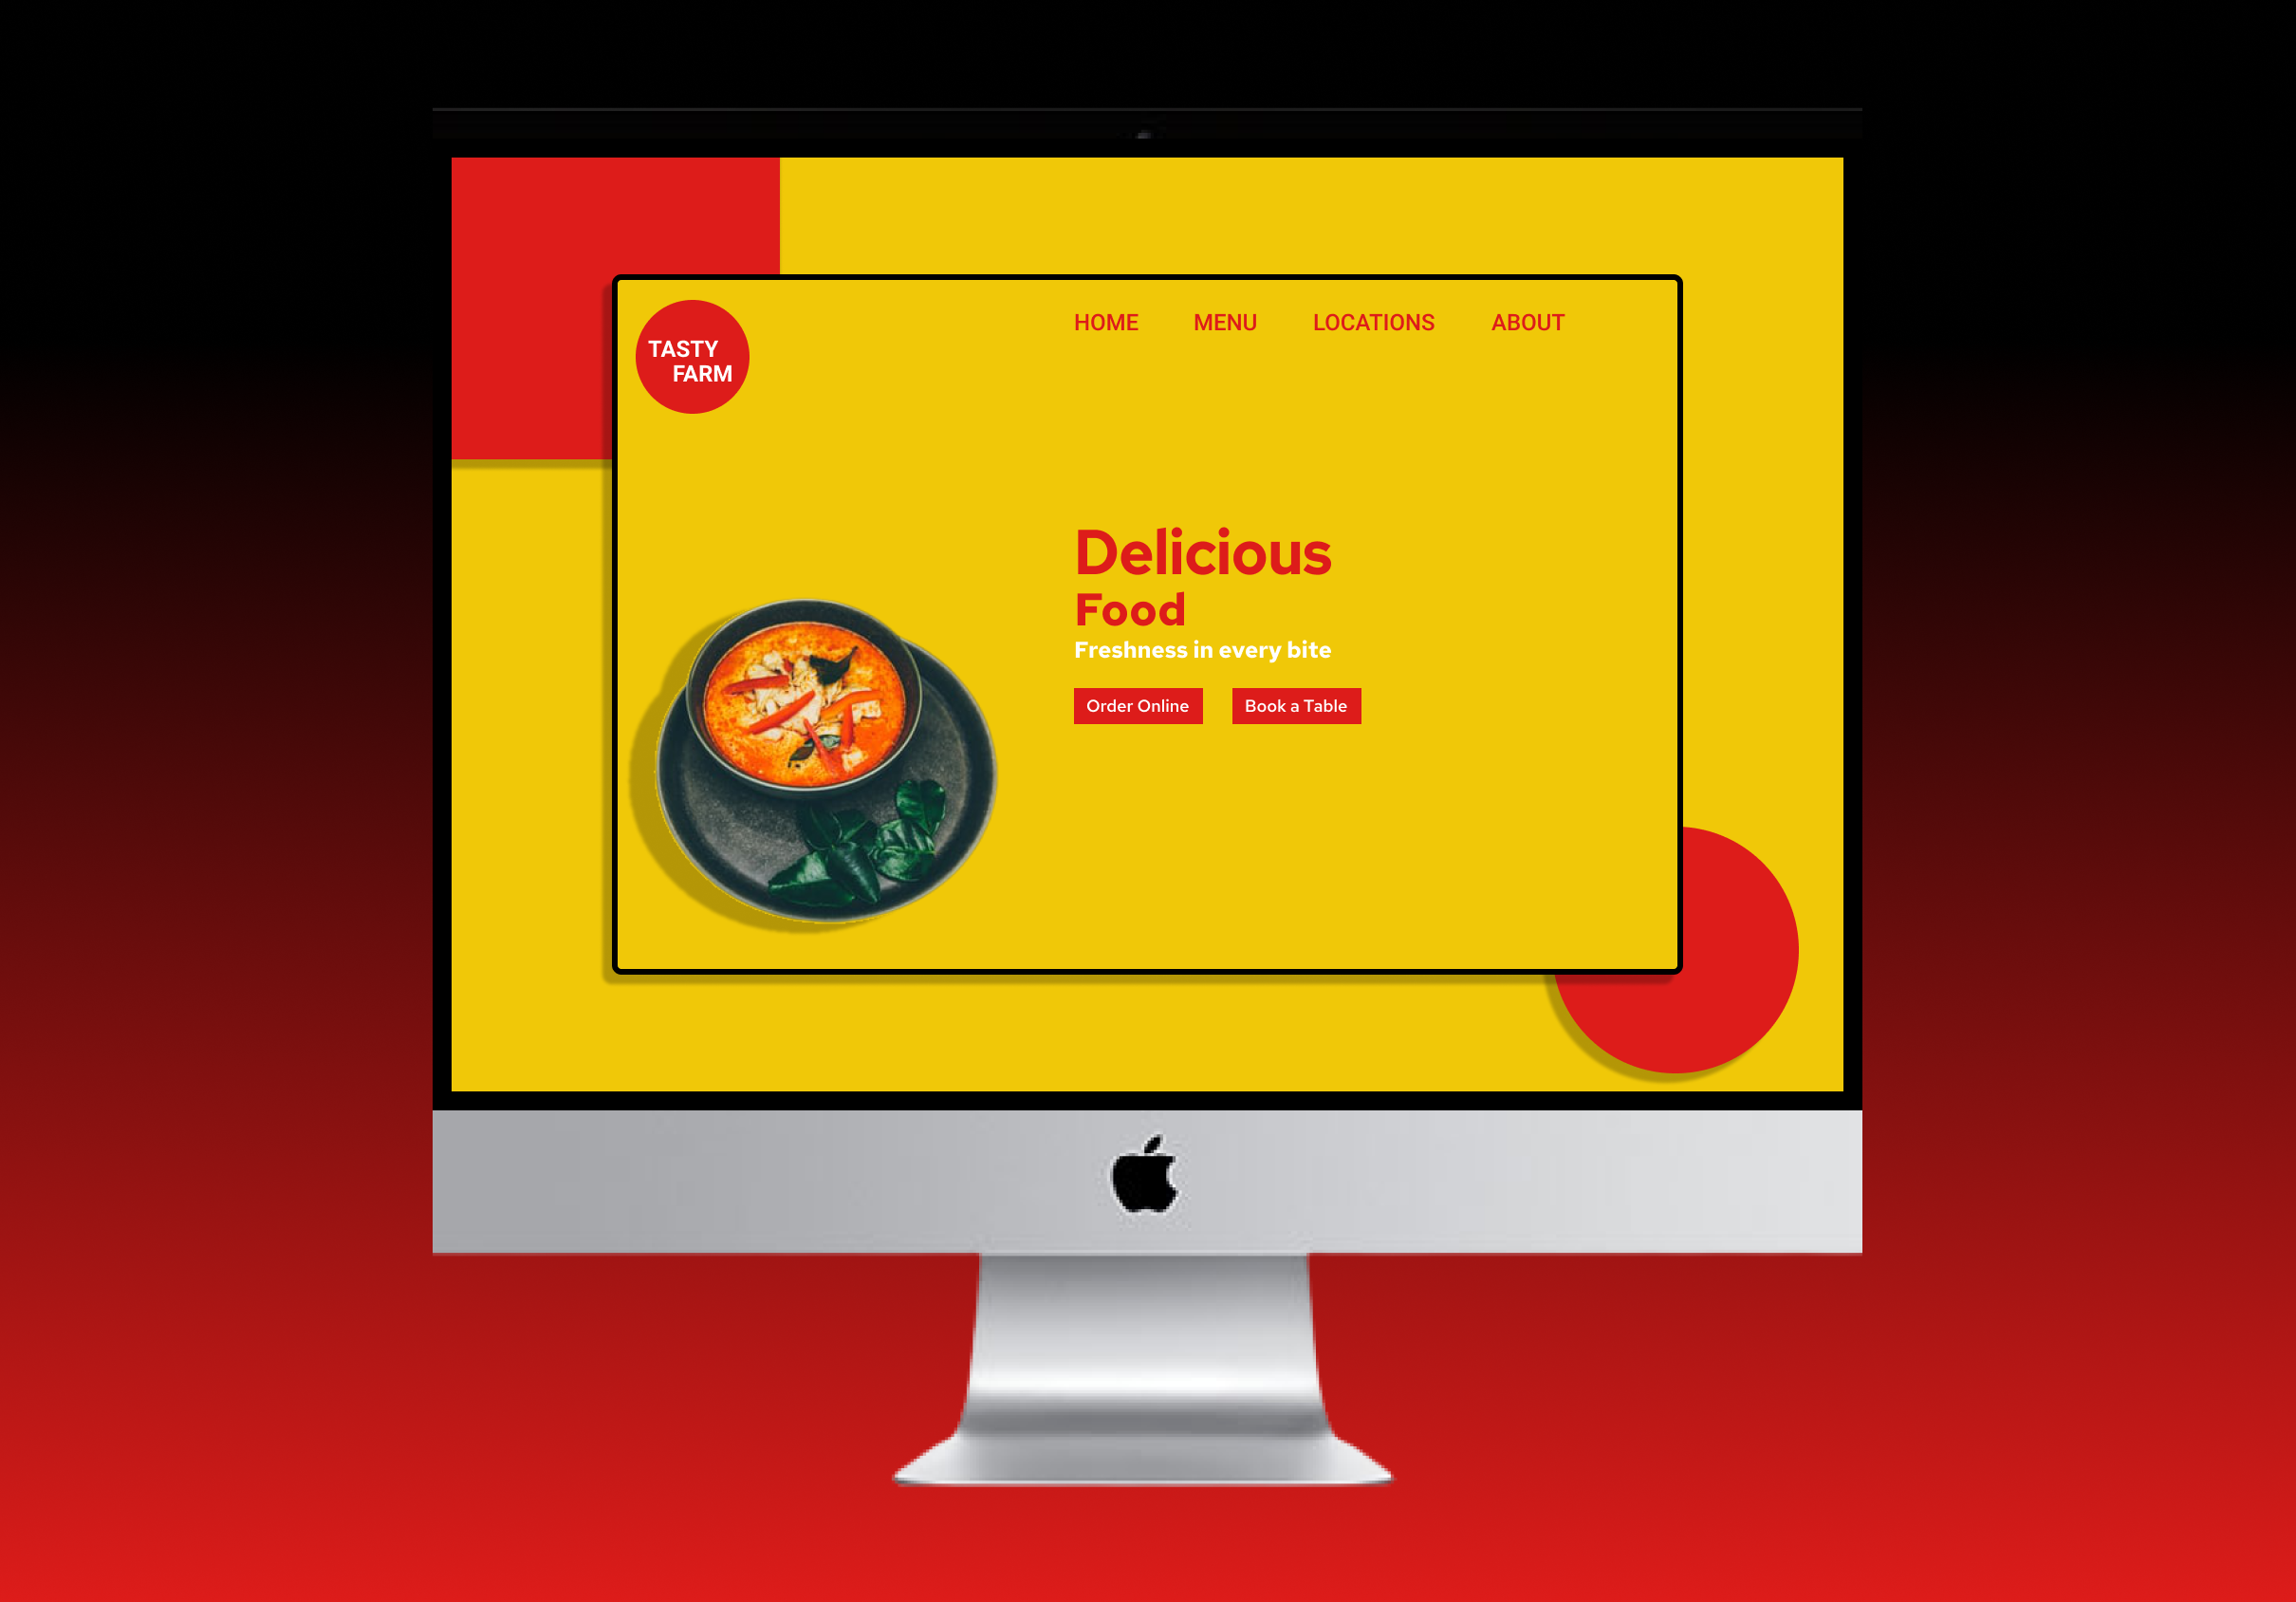 TASTY
FARM
HOME MENU LOCATIONS ABOUT
Delicious
Food
Freshness in every bite
Order Online Book a Table